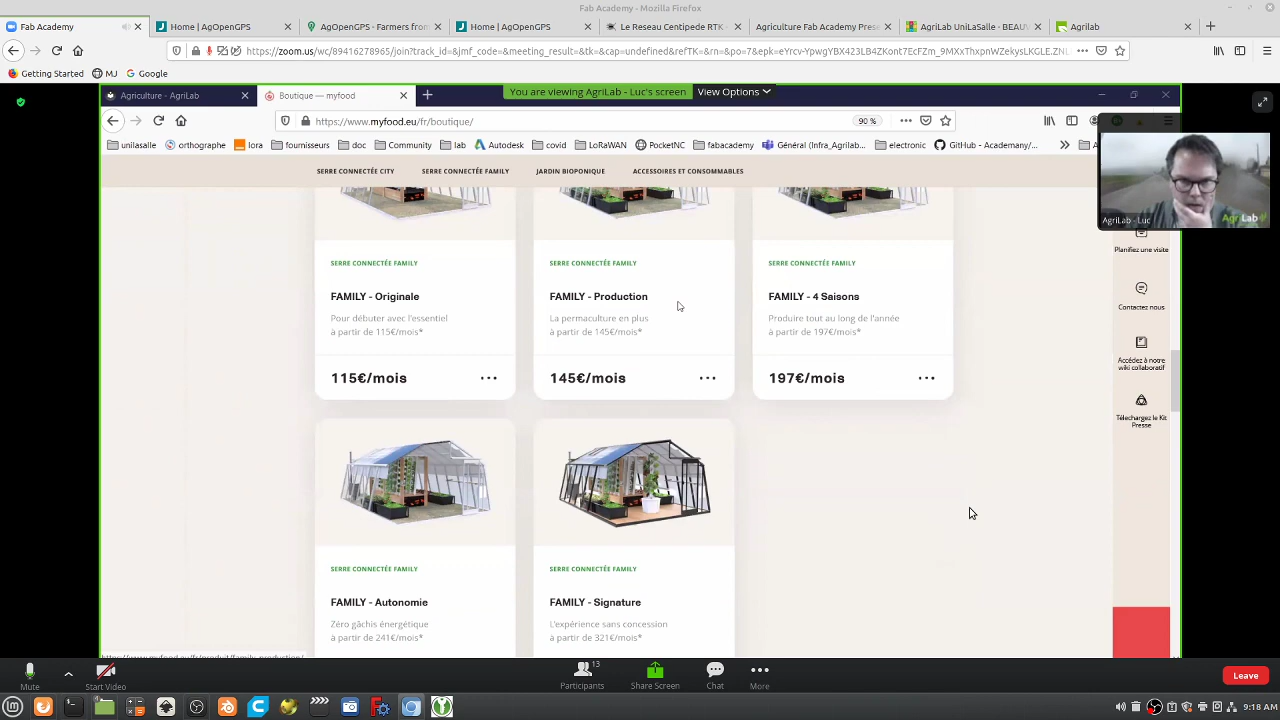 Fab Academy - Mozilla Firefox
Fab Academy
Home | AgOpenGPS
AgOpenGPS - Farmers from
Home | AgOpenGPS
Le Reseau Centipede RTK
Agriculture Fab Academy Prese
AgriLab UniLaSalle - BEAUV
Agrilab
Getting Started
MJ
Google
You are viewing AgriLab - Luc's screen
View Options
Agriculture - AgriLab
Boutique — myfood
https://www.myfood.eu/fr/boutique/
90 %
unilasalle
orthographe
lora
fournisseurs
doc
Community
lab
Autodesk
covid
LoRaWAN
PocketNC
fabacademy
Général (Infra_Agrilab...
electronic
GitHub - Academany/...
SERRE CONNECTÉE CITY
SERRE CONNECTÉE FAMILY
JARDIN BIOPONIQUE
ACCESSOIRES ET CONSOMMABLES
AgriLab - Luc
Agri Lab
Planifiez une visite
Contactez nous
Accédez à notre
wiki collaboratif
Télechargez le Kit
Presse
SERRE CONNECTÉE FAMILY
FAMILY - Originale
Pour débuter avec l'essentiel
à partir de 115€/mois*
115€/mois
SERRE CONNECTÉE FAMILY
FAMILY - Production
La permaculture en plus
à partir de 145€/mois*
145€/mois
SERRE CONNECTÉE FAMILY
FAMILY - 4 Saisons
Produire tout au long de l'année
à partir de 197€/mois*
197€/mois
SERRE CONNECTÉE FAMILY
FAMILY - Autonomie
Zéro gâchis énergétique
à partir de 241€/mois*
SERRE CONNECTÉE FAMILY
FAMILY - Signature
L'expérience sans concession
à partir de 321€/mois*
Mute
Start Video
13
Participants
Share Screen
Chat
More
Leave
9:18 AM